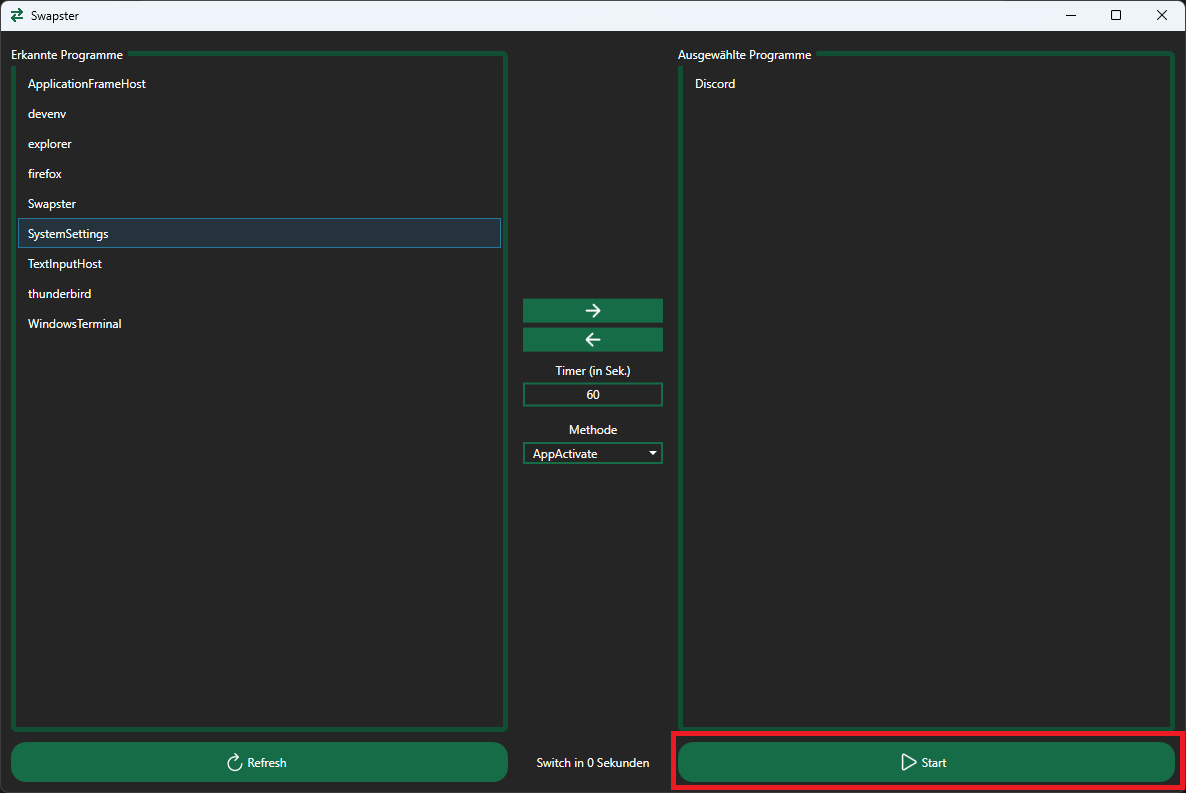 Swapster
Erkannte Programme
ApplicationFrameHost
devenv
explorer
firefox
Swapster
SystemSettings
TextInputHost
thunderbird
WindowsTerminal
Timer (in Sek.)
60
Methode
AppActivate
Ausgewählte Programme
Discord
Refresh
Switch in 0 Sekunden
Start